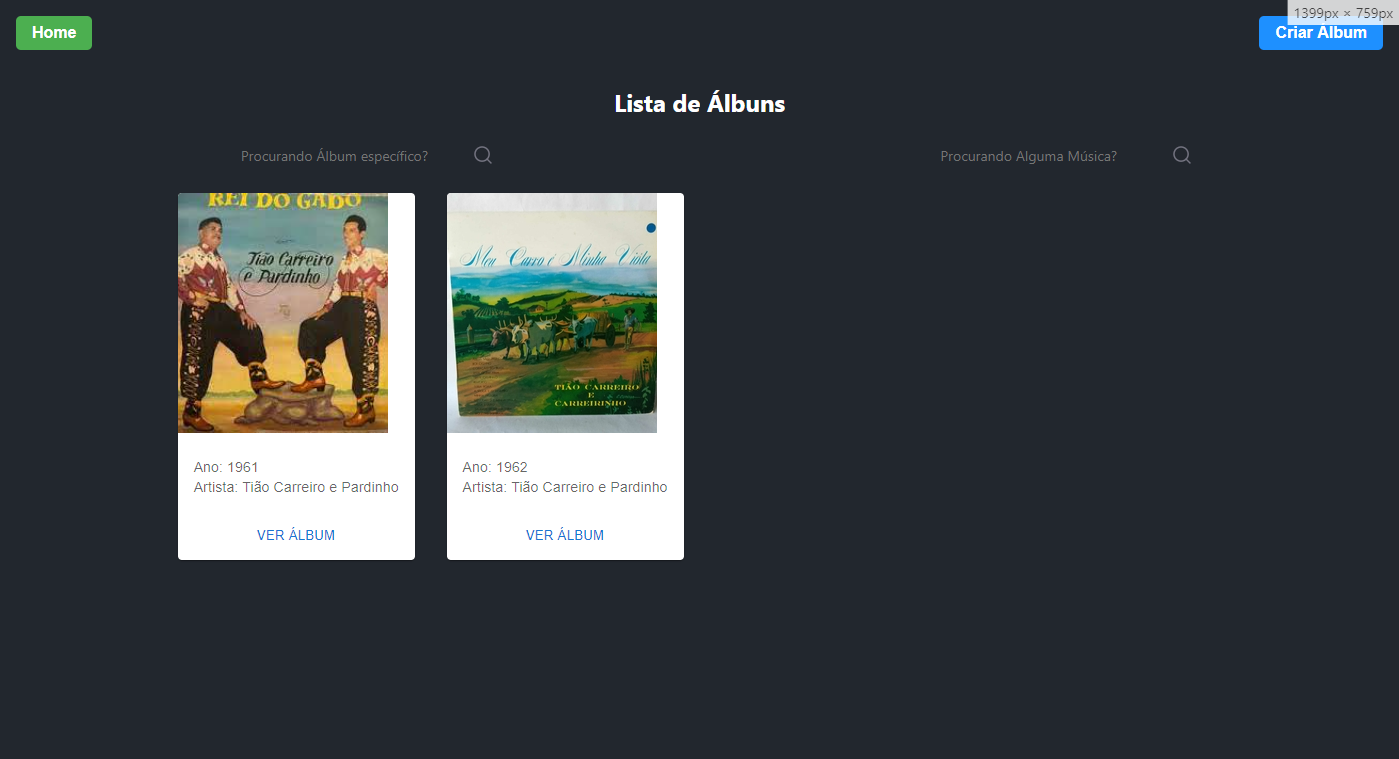 Home
1399px × 759px
Criar Álbum
Lista de Álbuns
Procurando Álbum específico?
Procurando Alguma Música?
REI DO GADO
Tião Carreiro
e Pardinho
Meu Carro é Minha Viola
TIÃO CARREIRO
E
CARREIRINHO
Ano: 1961
Artista: Tião Carreiro e Pardinho
VER ÁLBUM
Ano: 1962
Artista: Tião Carreiro e Pardinho
VER ÁLBUM